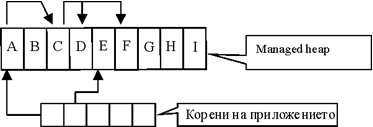 A B C D E F G H I
Managed heap
Корени на приложението